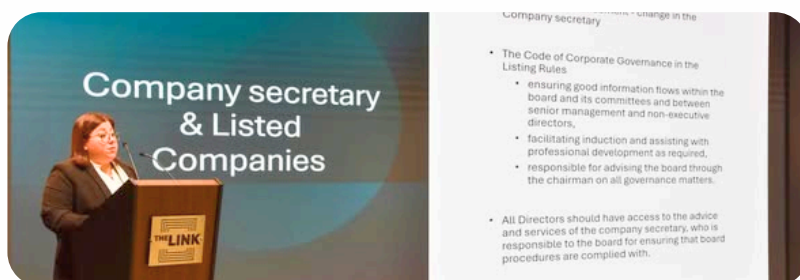 Company secretary
& Listed
Companies
THE LINK
change in the
Company secretary
• The Code of Corporate Governance in the
Listing Rules
• ensuring good information flows within the
board and its committees and between
senior management and non-executive
directors,
• facilitating induction and assisting with
professional development as required,
• responsible for advising the board through
the chairman on all governance matters.
• All Directors should have access to the advice
and services of the company secretary, who is
responsible to the board for ensuring that board
procedures are complied with.